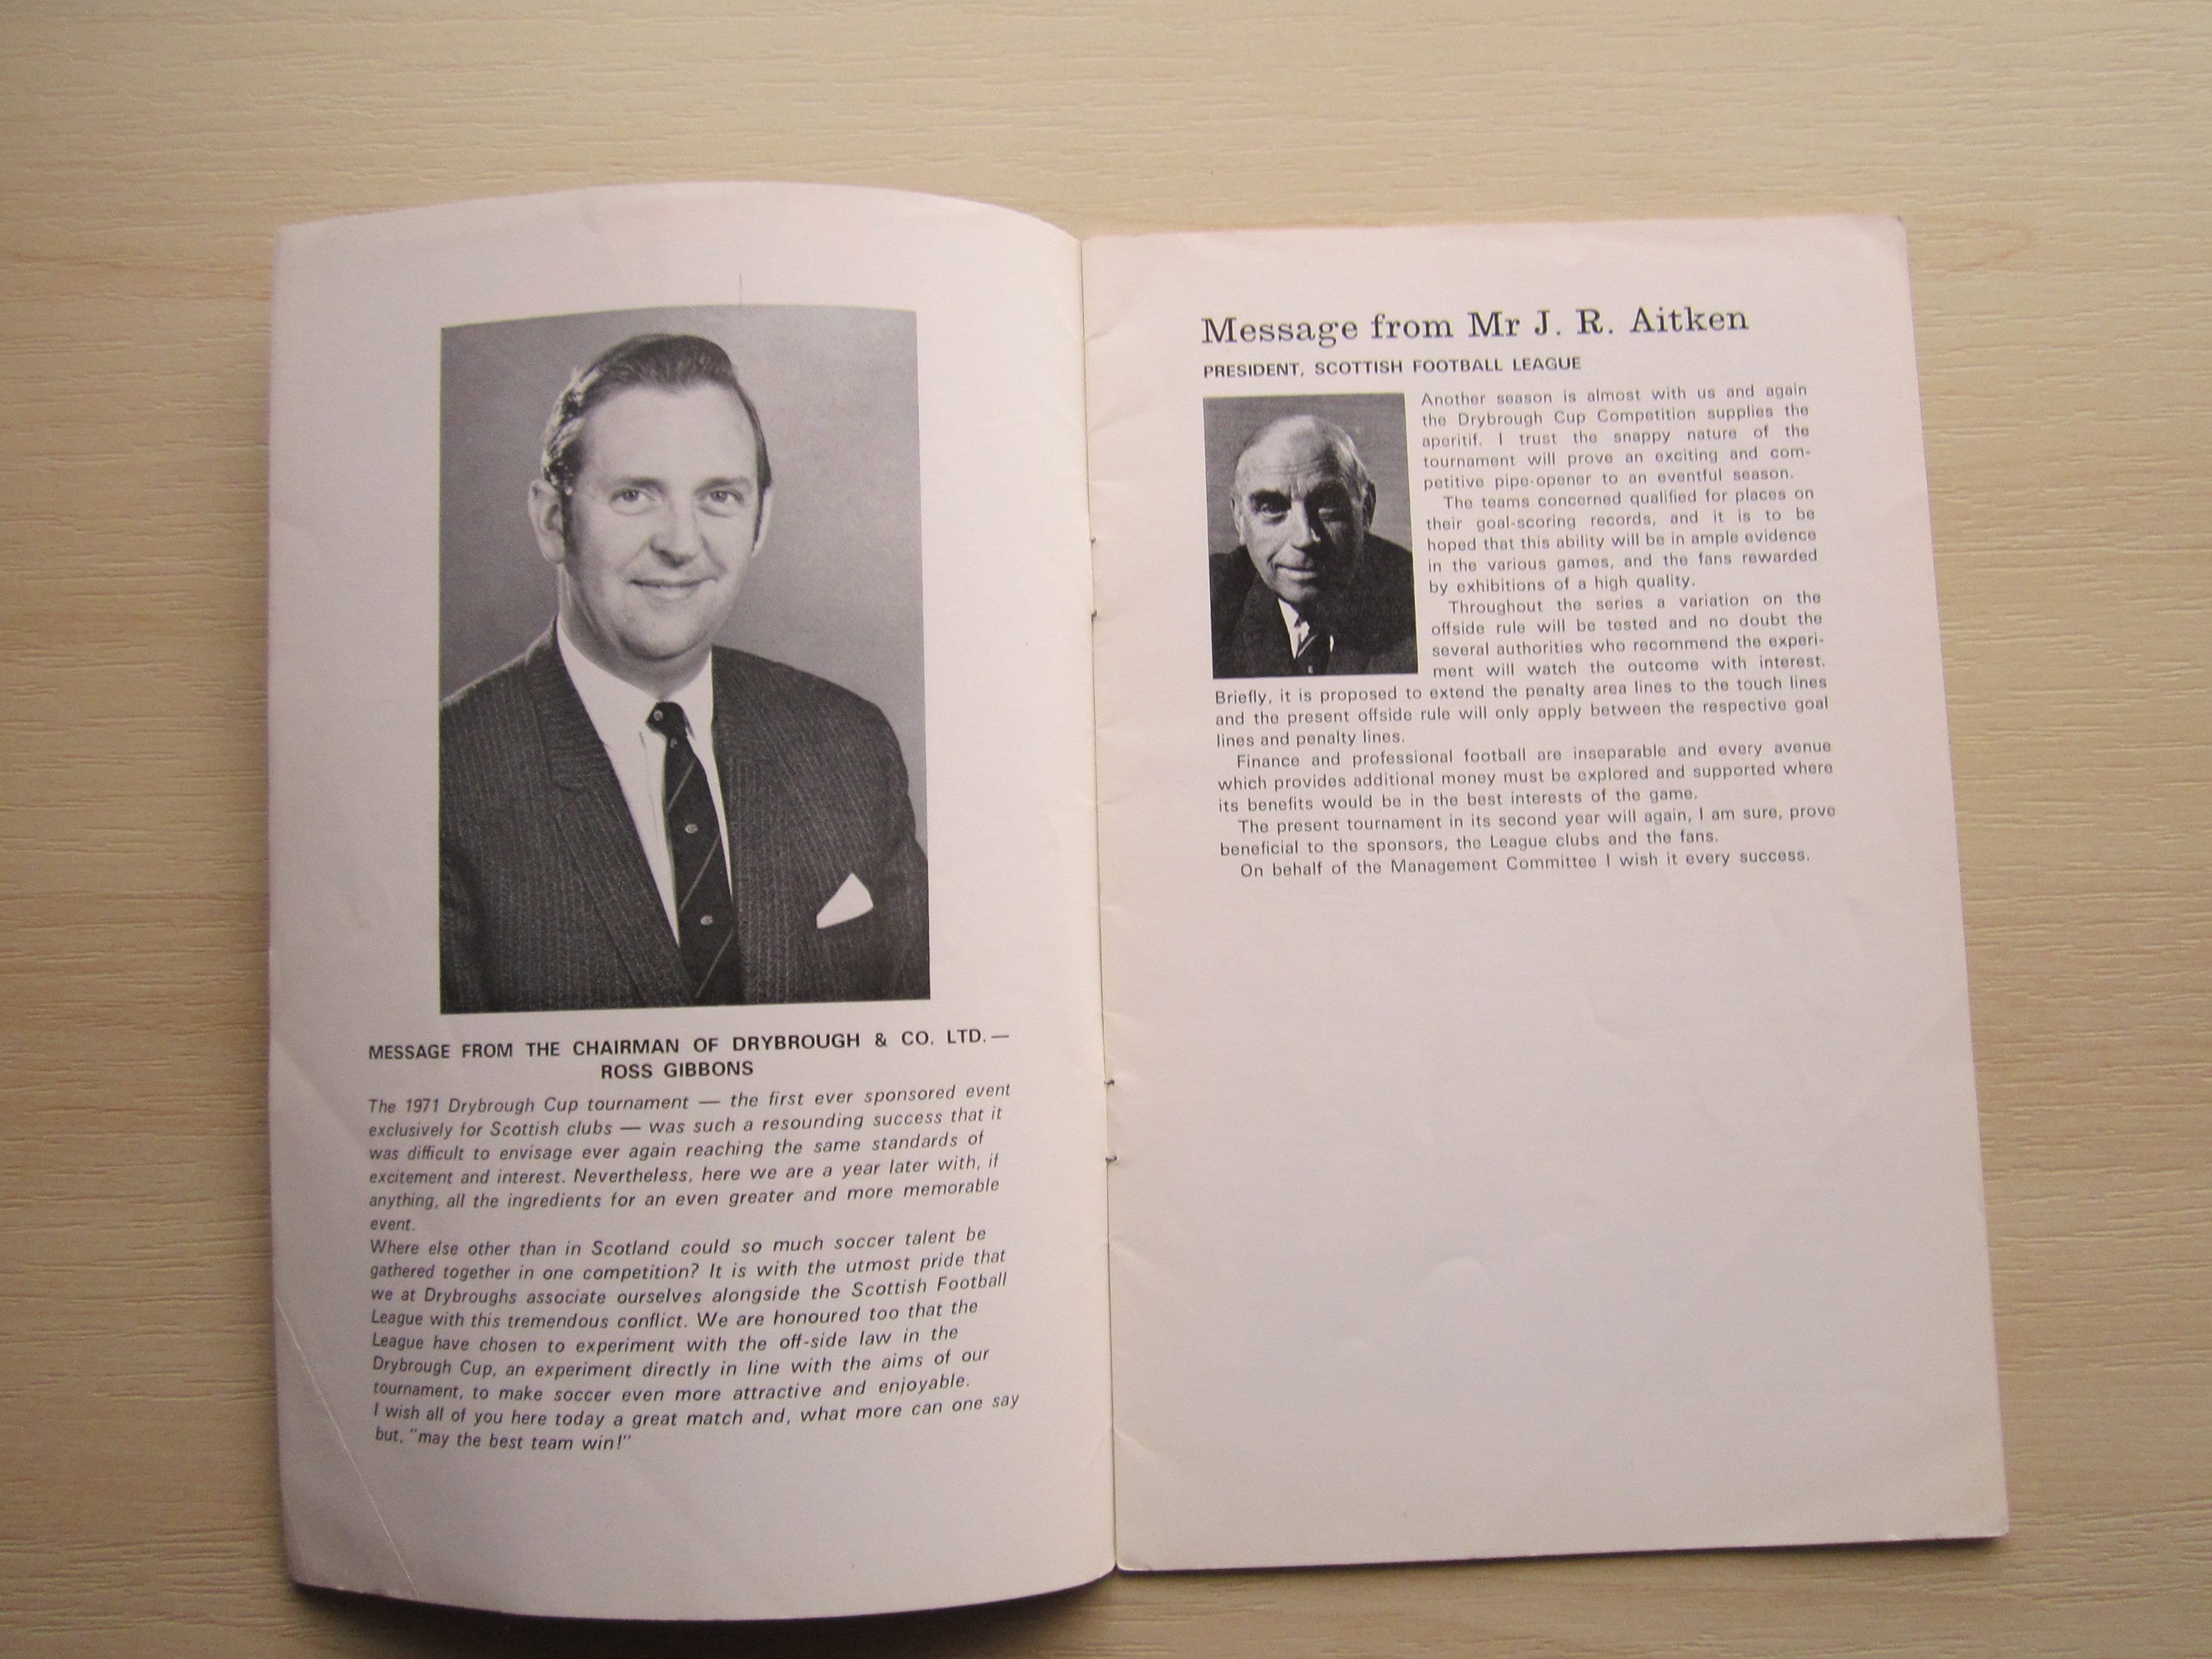 MESSAGE FROM THE CHAIRMAN OF DRYBROUGH & CO. LTD. —
ROSS GIBBONS
The 1971 Drybrough Cup tournament — the first ever sponsored event
exclusively for Scottish clubs — was such a resounding success that it
was difficult to envisage ever again reaching the same standards of
excitement and interest. Nevertheless, here we are a year later with, if
anything, all the ingredients for an even greater and more memorable
event.
Where else other than in Scotland could so much soccer talent be
gathered together in one competition? It is with the utmost pride that
we at Drybroughs associate ourselves alongside the Scottish Football
League with this tremendous conflict. We are honoured too that the
League have chosen to experiment with the off-side law in the
Drybrough Cup, an experiment directly in line with the aims of our
tournament, to make soccer even more attractive and enjoyable.
I wish all of you here today a great match and, what more can one say
but, "may the best team win!"
Message from Mr J. R. Aitken
PRESIDENT, SCOTTISH FOOTBALL LEAGUE
Another season is almost with us and again
the Drybrough Cup Competition supplies the
aperitif. I trust the snappy nature of the
tournament will prove an exciting and com-
petitive pipe-opener to an eventful season.
The teams concerned qualified for places on
their goal-scoring records, and it is to be
hoped that this ability will be in ample evidence
in the various games, and the fans rewarded
by exhibitions of a high quality.
Throughout the series a variation on the
offside rule will be tested and no doubt the
several authorities who recommend the experi-
ment will watch the outcome with interest.
Briefly, it is proposed to extend the penalty area lines to the touch lines
and the present offside rule will only apply between the respective goal
lines and penalty lines.
Finance and professional football are inseparable and every avenue
which provides additional money must be explored and supported where
its benefits would be in the best interests of the game.
The present tournament in its second year will again, I am sure, prove
beneficial to the sponsors, the League clubs and the fans.
On behalf of the Management Committee I wish it every success.